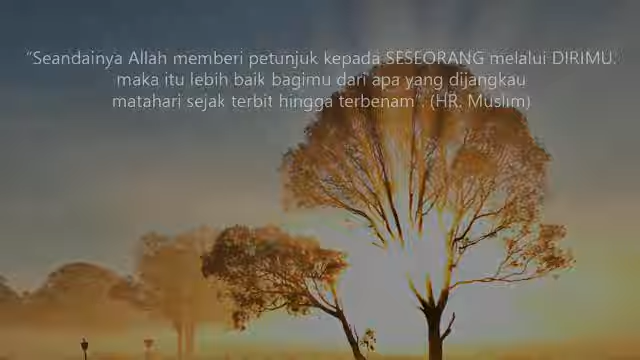 "Seandainya Allah memberi petunjuk kepada SESEORANG melalui DIRIMU.
maka itu lebih baik bagimu dari apa yang dijangkau
matahari sejak terbit hingga terbenam". (HR. Muslim)